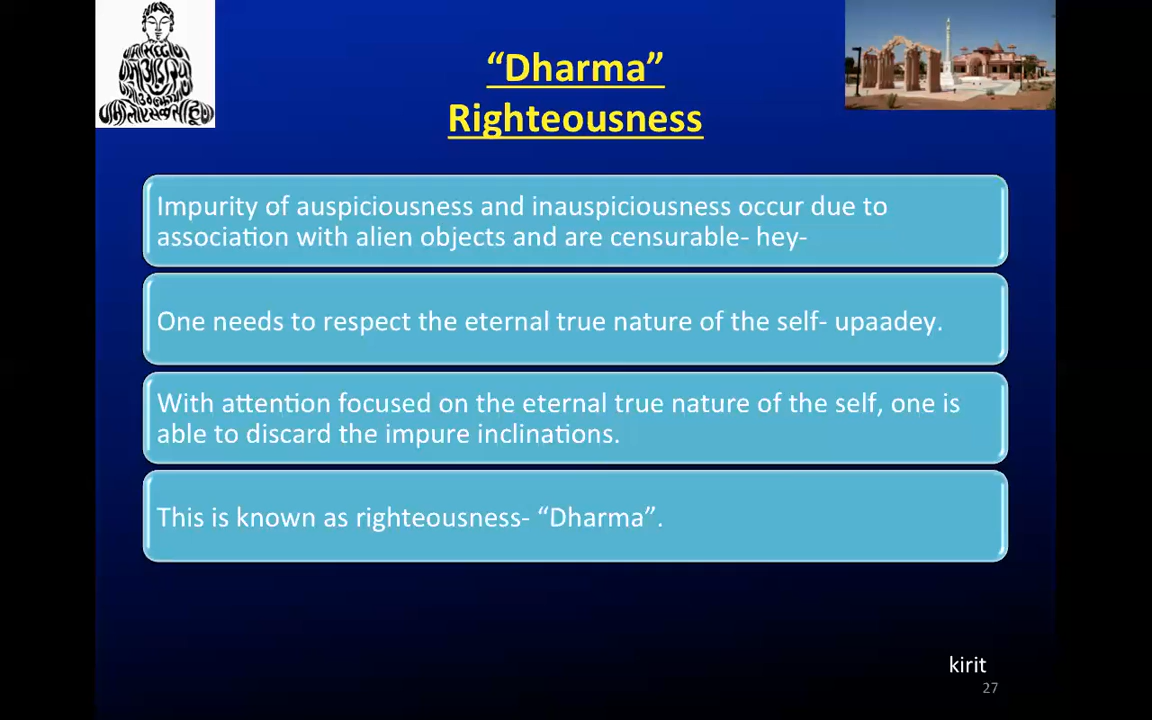 “Dharma”
Righteousness
Impurity of auspiciousness and inauspiciousness occur due to
association with alien objects and are censurable- hey-
One needs to respect the eternal true nature of the self- upaadey.
With attention focused on the eternal true nature of the self, one is
able to discard the impure inclinations.
This is known as righteousness- “Dharma”.
kirit
27